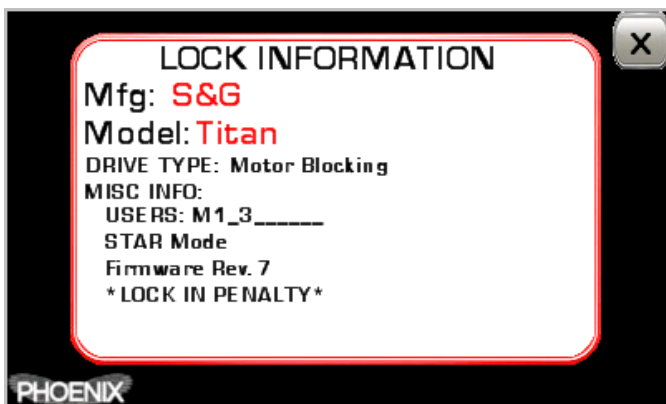 LOCK INFORMATION
X
Mfg: S&G
Model: Titan
DRIVE TYPE: Motor Blocking
MISC INFO:
USERS: M1_3______
STAR Mode
Firmware Rev. 7
*LOCK IN PENALTY*
PHOENIX